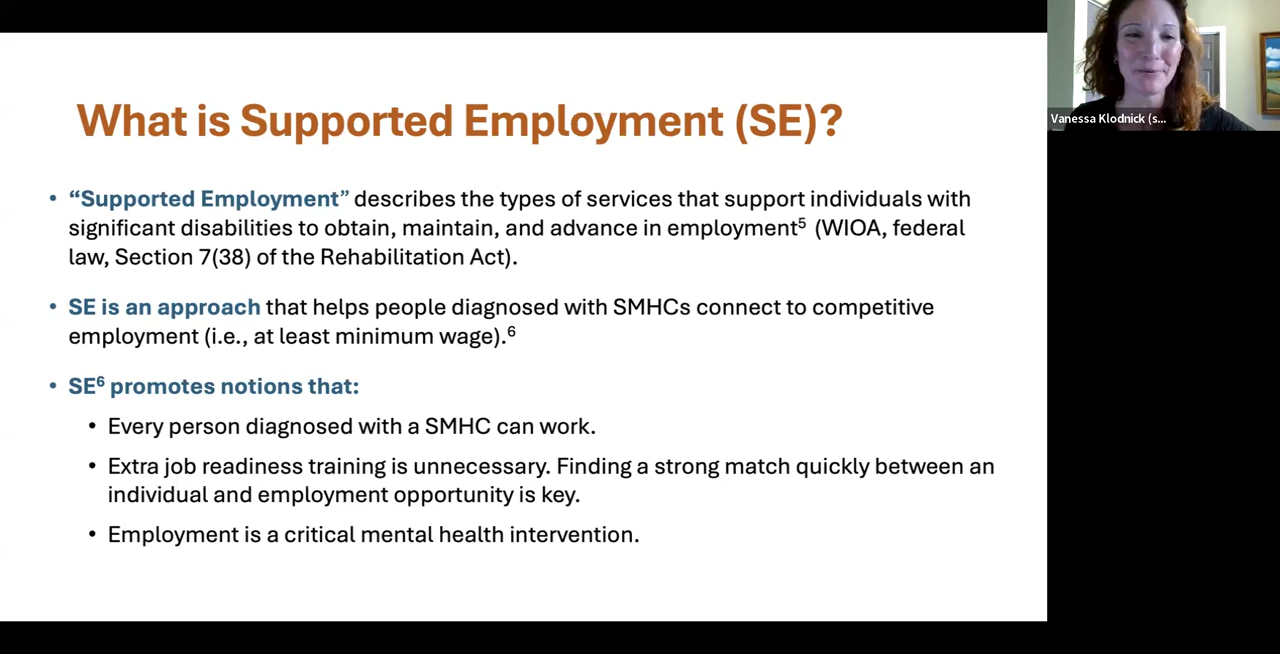 What is Supported Employment (SE)?
• “Supported Employment” describes the types of services that support individuals with
significant disabilities to obtain, maintain, and advance in employment⁵ (WIOA, federal
law, Section 7(38) of the Rehabilitation Act).
• SE is an approach that helps people diagnosed with SMHCs connect to competitive
employment (i.e., at least minimum wage).⁶
• SE⁶ promotes notions that:
• Every person diagnosed with a SMHC can work.
• Extra job readiness training is unnecessary. Finding a strong match quickly between an
individual and employment opportunity is key.
• Employment is a critical mental health intervention.
Vanessa Klodnick (s...